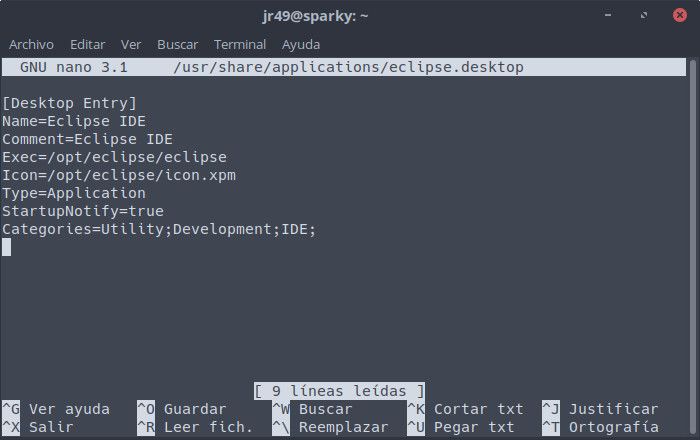 jr49@sparky: ~
Archivo Editar Ver Buscar Terminal Ayuda
GNU nano 3.1 /usr/share/applications/eclipse.desktop
[Desktop Entry]
Name=Eclipse IDE
Comment=Eclipse IDE
Exec=/opt/eclipse/eclipse
Icon=/opt/eclipse/icon.xpm
Type=Application
StartupNotify=true
Categories=Utility;Development;IDE;
[ 9 líneas leídas ]
^G Ver ayuda ^O Guardar ^W Buscar ^K Cortar txt ^J Justificar
^X Salir ^R Leer fich. ^\ Reemplazar ^U Pegar txt ^T Ortografía